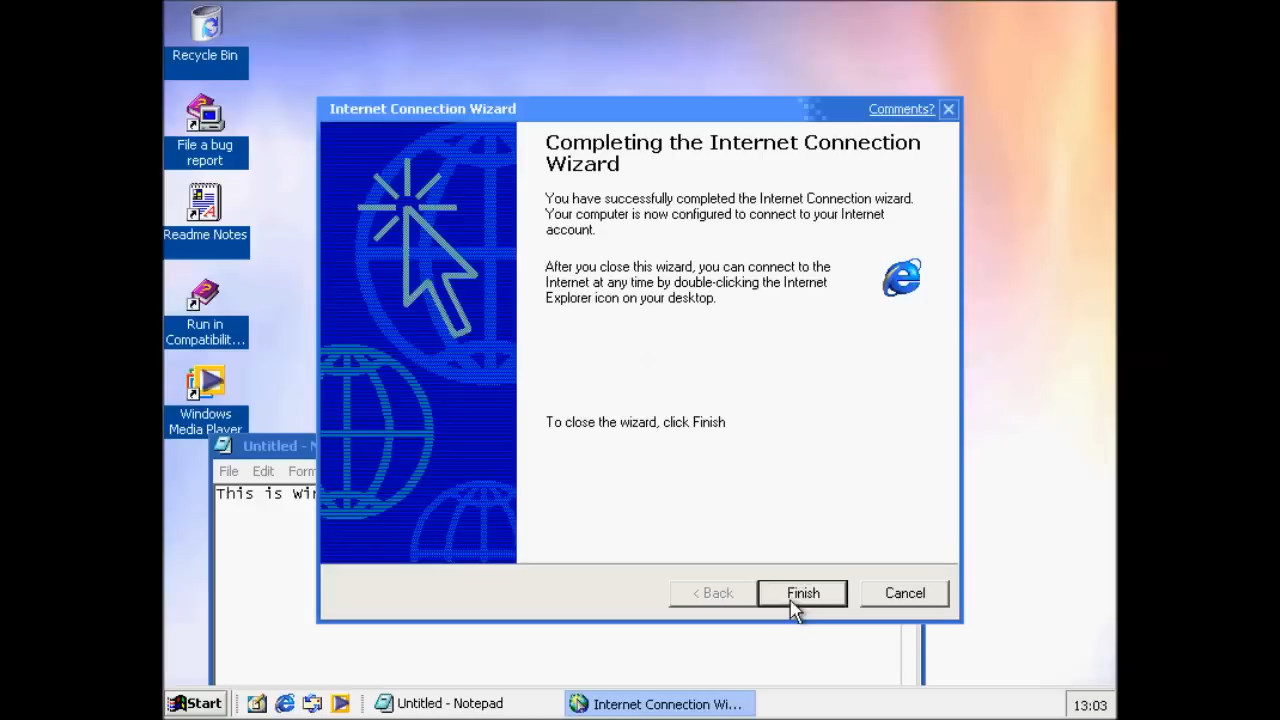 Recycle Bin
File a bug
report
Readme Notes
Run in
Compatibilit...
Windows
Media Player
Internet Connection Wizard
Comments?
Completing the Internet Connection
Wizard
You have successfully completed the Internet Connection wizard.
Your computer is now configured to connect to your Internet
account.
After you close this wizard, you can connect to the
Internet at any time by double-clicking the Internet
Explorer icon on your desktop.
To close the wizard, click Finish
< Back
Finish
Cancel
Untitled - N
File Edit Form
This is Win
Start
Untitled - Notepad
Internet Connection Wi...
13:03